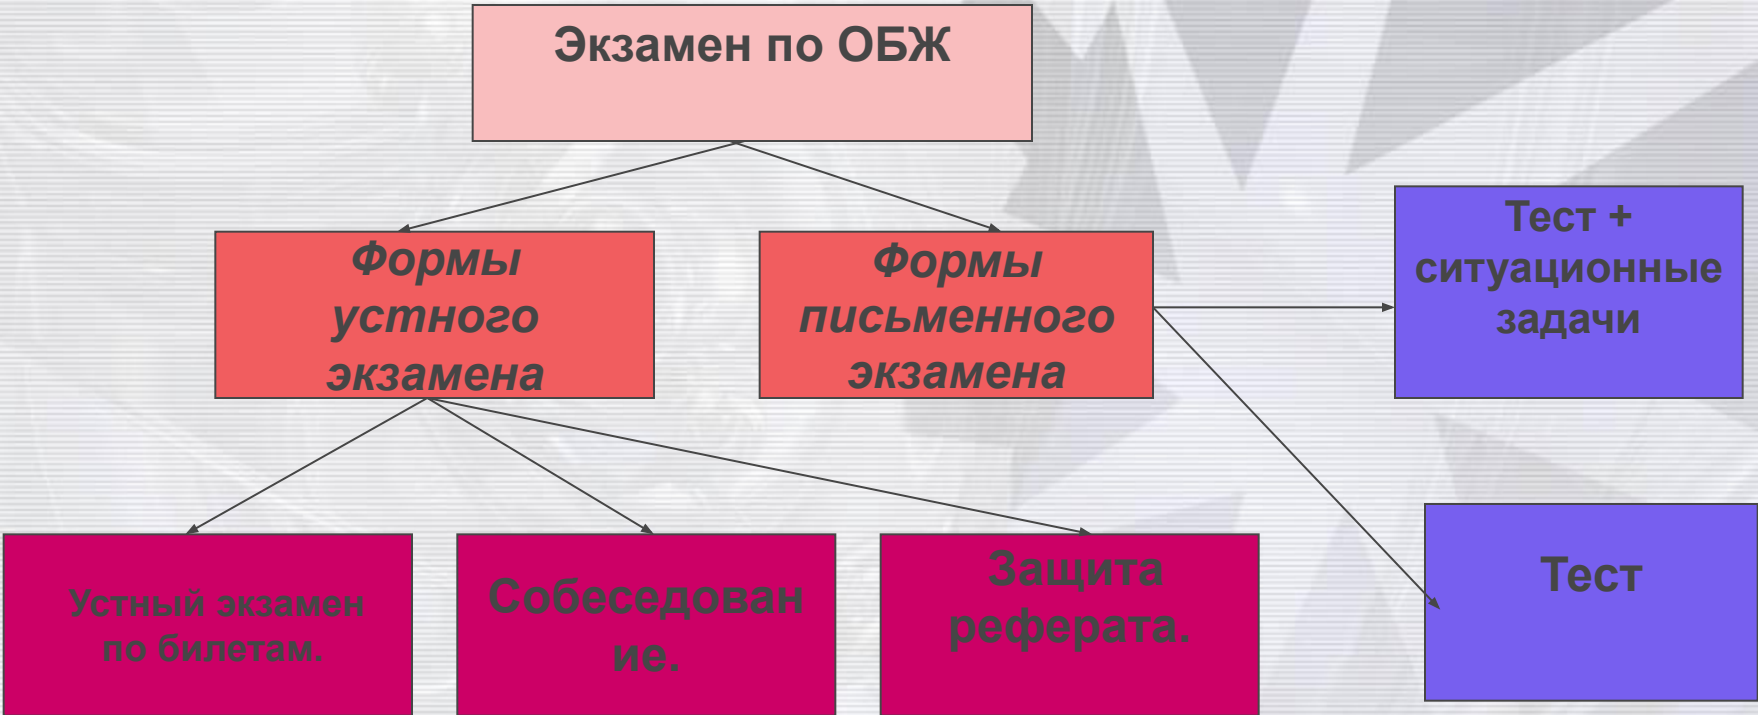 Экзамен по ОБЖ
Формы
устного
экзамена
Формы
письменного
экзамена
Тест +
ситуационные
задачи
Устный экзамен
по билетам.
Собеседован
ие.
Защита
реферата.
Тест